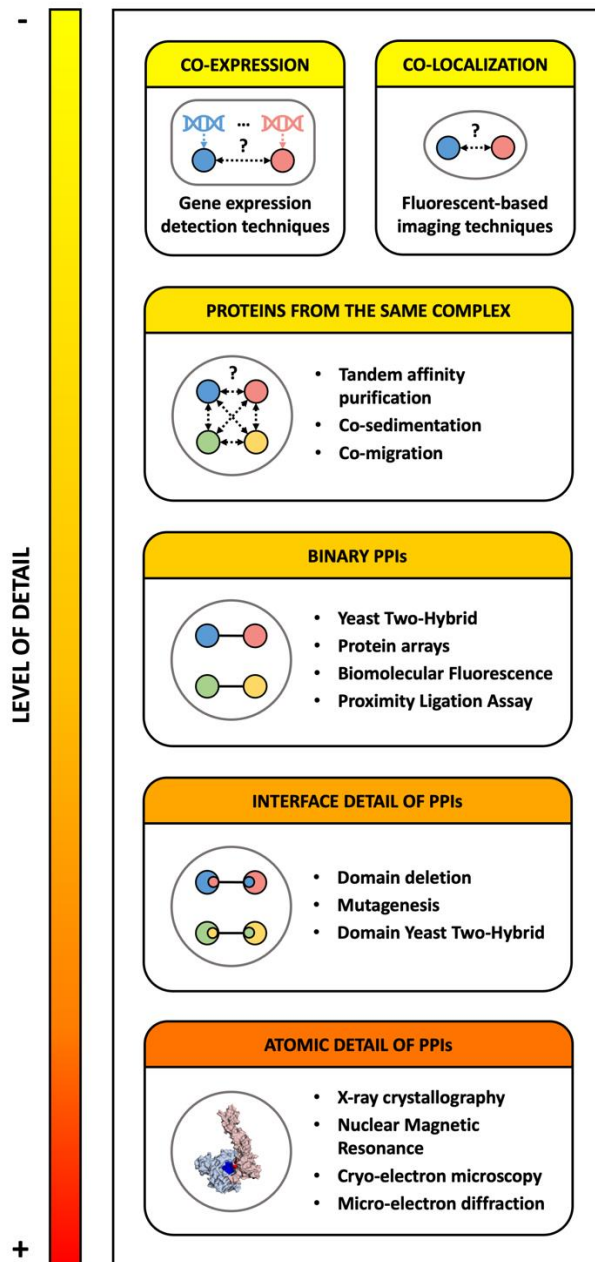 -
LEVEL OF DETAIL
+
CO-EXPRESSION
...
?
Gene expression
detection techniques
CO-LOCALIZATION
?
Fluorescent-based
imaging techniques
PROTEINS FROM THE SAME COMPLEX
?
• Tandem affinity
purification
• Co-sedimentation
• Co-migration
BINARY PPIs
• Yeast Two-Hybrid
• Protein arrays
• Biomolecular Fluorescence
• Proximity Ligation Assay
INTERFACE DETAIL OF PPIs
• Domain deletion
• Mutagenesis
• Domain Yeast Two-Hybrid
ATOMIC DETAIL OF PPIs
• X-ray crystallography
• Nuclear Magnetic
Resonance
• Cryo-electron microscopy
• Micro-electron diffraction